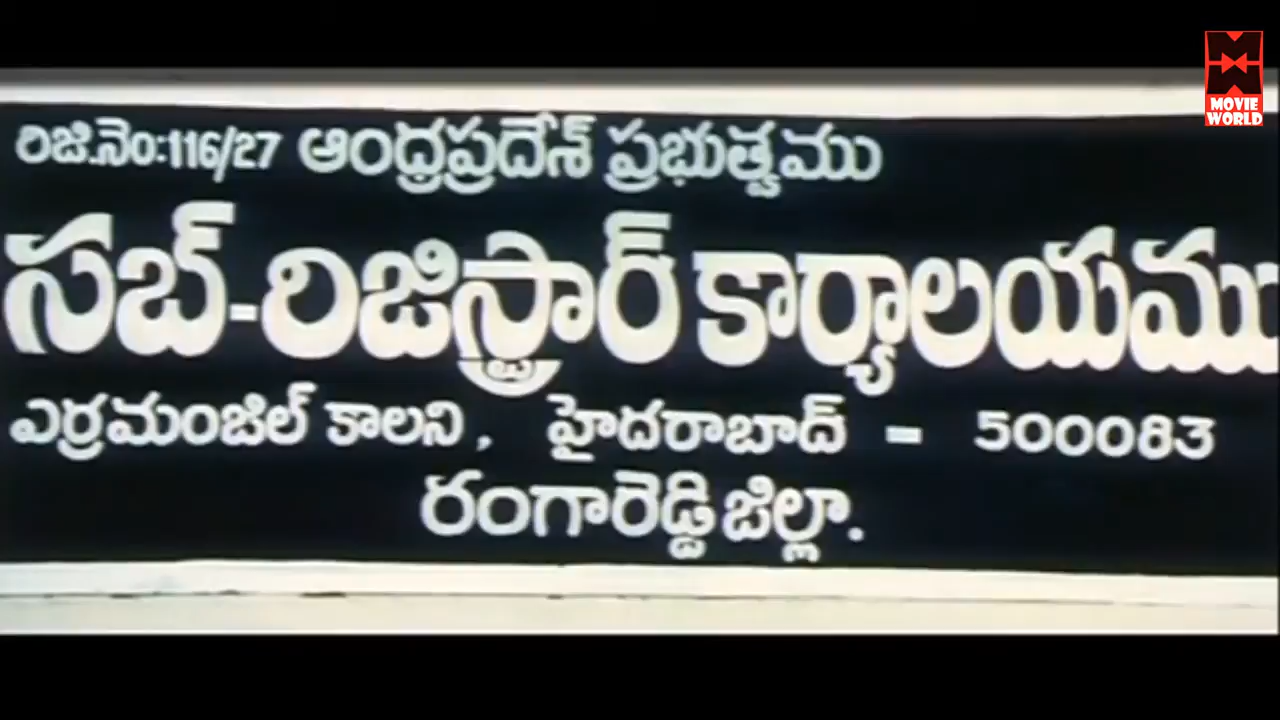 MOVIE
WORLD
రిజి.నెం:116/27 ఆంధ్రప్రదేశ్ ప్రభుత్వము
సబ్-రిజిస్ట్రార్ కార్యాలయము
ఎర్రమంజిల్ కాలని, హైదరాబాద్ - 500083
రంగారెడ్డి జిల్లా.